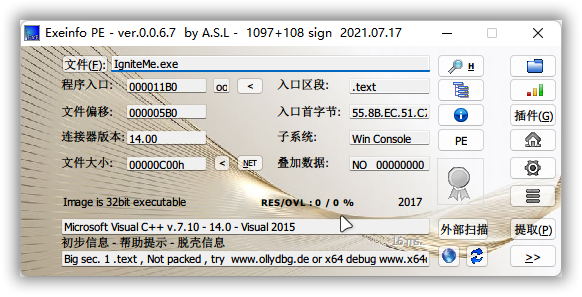 Exeinfo PE - ver.0.0.6.7 by A.S.L - 1097+108 sign 2021.07.17
文件(F): IgniteMe.exe H
程序入口: 000011B0 oc < 入口区段: .text
文件偏移: 000005B0 入口首字节: 55.8B.EC.51.C7 插件(G)
连接器版本: 14.00 子系统: Win Console PE
文件大小: 00000C00h < NET 叠加数据: NO 00000000
Image is 32bit executable RES/OVL : 0 / 0 % 2017
Microsoft Visual C++ v.7.10 - 14.0 - Visual 2015 外部扫描 提取(P)
初步信息 - 帮助提示 - 脱壳信息 16 ms.
Big sec. 1 .text , Not packed , try www.ollydbg.de or x64 debug www.x64 >>